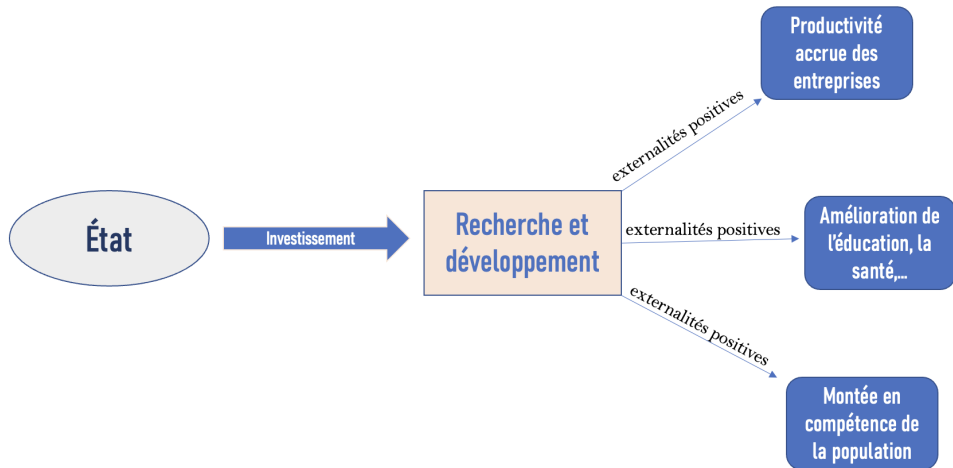 Productivité
accrue des
entreprises
externalités positives
État
Investissement
Recherche et
développement
externalités positives
Amélioration de
l'éducation, la
santé,...
externalités positives
Montée en
compétence de
la population